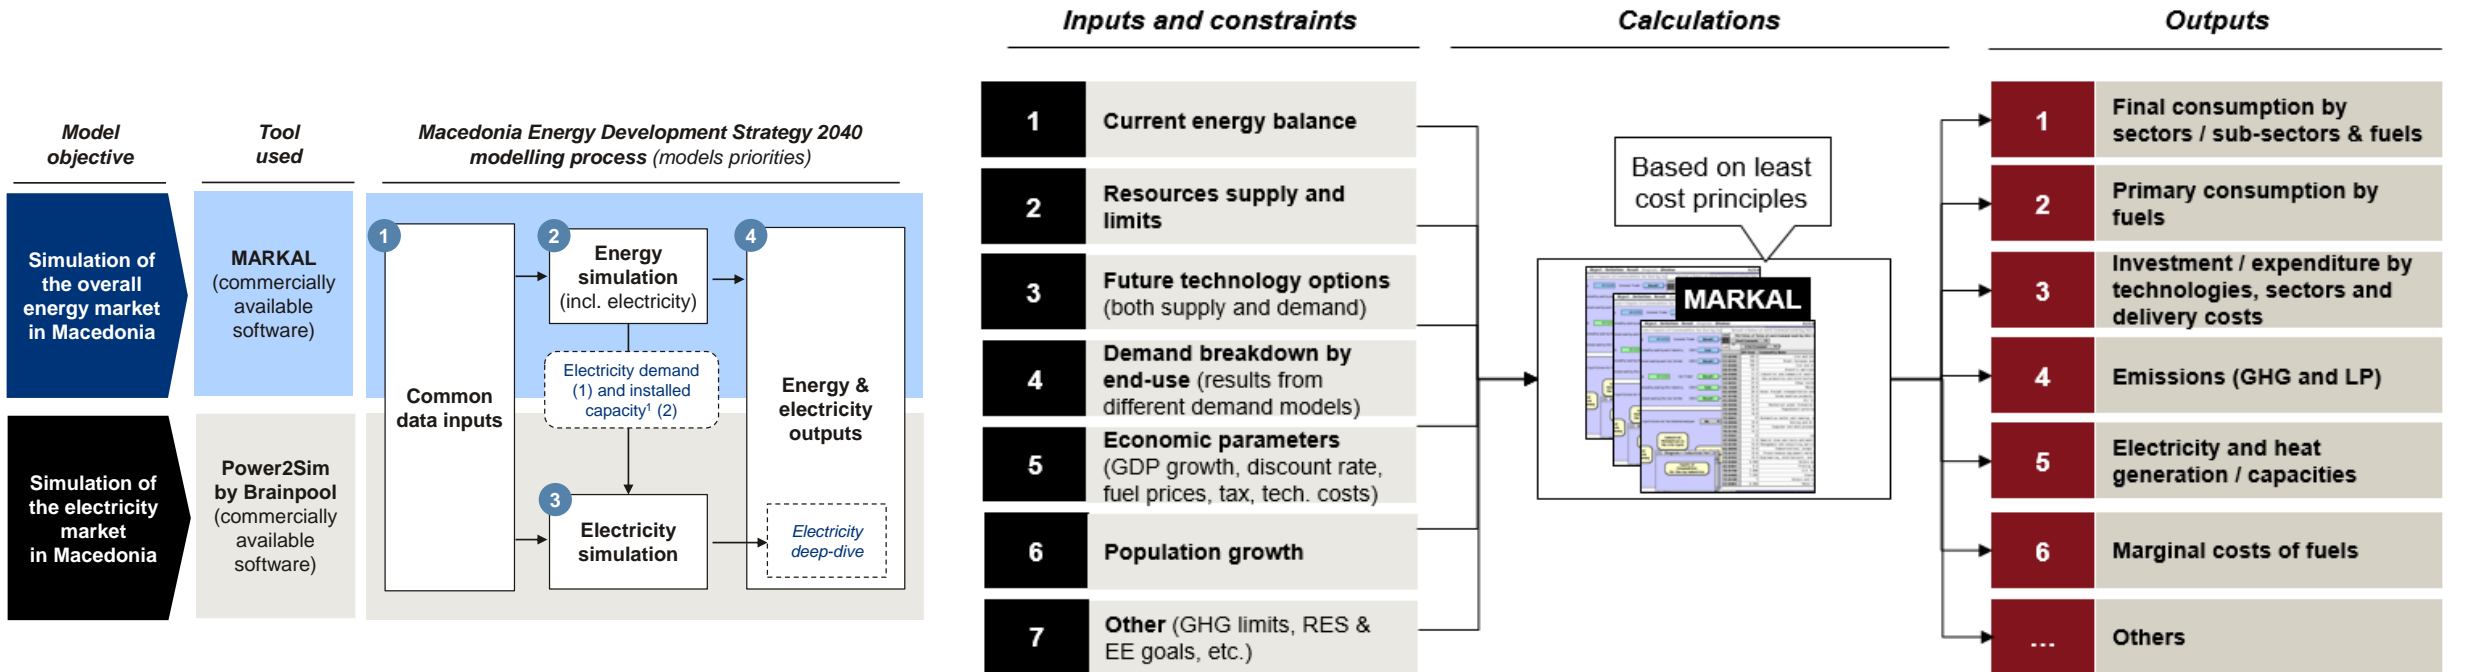 Model
objective
Tool
used
Macedonia Energy Development Strategy 2040
modelling process (models priorities)
Simulation of
the overall
energy market
in Macedonia
MARKAL
(commercially
available
software)
1
Common
data inputs
2
Energy
simulation
(incl. electricity)
Electricity demand
(1) and installed
capacity¹ (2)
3
Electricity
simulation
4
Energy &
electricity
outputs
Electricity
deep-dive
Simulation of
the electricity
market
in Macedonia
Power2Sim
by Brainpool
(commercially
available
software)
Inputs and constraints
1
Current energy balance
2
Resources supply and
limits
3
Future technology options
(both supply and demand)
4
Demand breakdown by
end-use (results from
different demand models)
5
Economic parameters
(GDP growth, discount rate,
fuel prices, tax, tech. costs)
6
Population growth
7
Other (GHG limits, RES &
EE goals, etc.)
Calculations
Based on least
cost principles
MARKAL
Outputs
1
Final consumption by
sectors / sub-sectors & fuels
2
Primary consumption by
fuels
3
Investment / expenditure by
technologies, sectors and
delivery costs
4
Emissions (GHG and LP)
5
Electricity and heat
generation / capacities
6
Marginal costs of fuels
...
Others